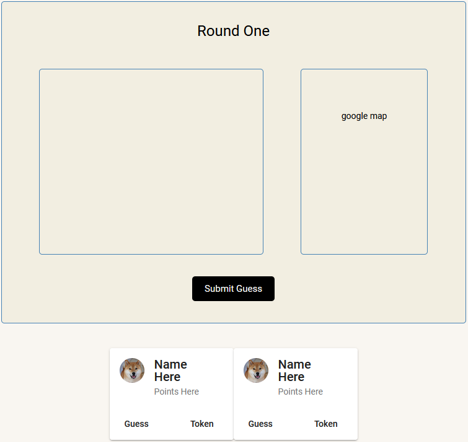 Round One
google map
Submit Guess
Name
Here
Points Here
Guess Token
Name
Here
Points Here
Guess Token